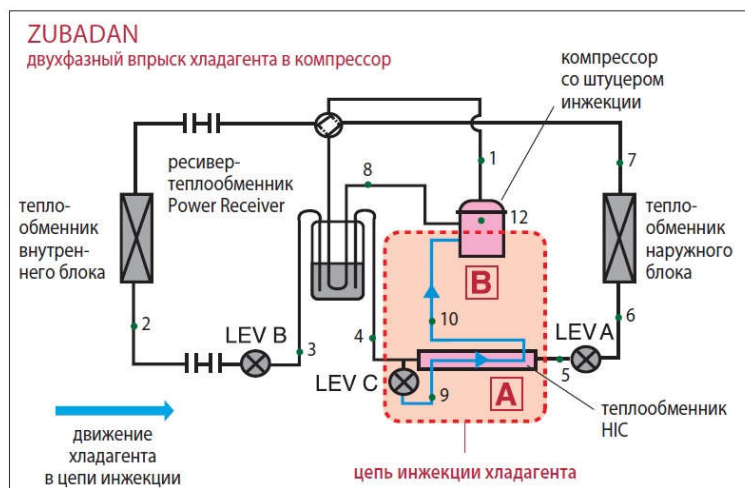 ZUBADAN
двухфазный впрыск хладагента в компрессор
компрессор
со штуцером
инжекции
1
7
8
ресивер-
теплообменник
Power Receiver
12
тепло-
обменник
внутрен-
него блока
тепло-
обменник
наружного
блока
B
2
10
6
LEV B
3
4
LEV A
5
LEV C
9
A
теплообменник
HIC
движение
хладагента
в цепи инжекции
цепь инжекции хладагента